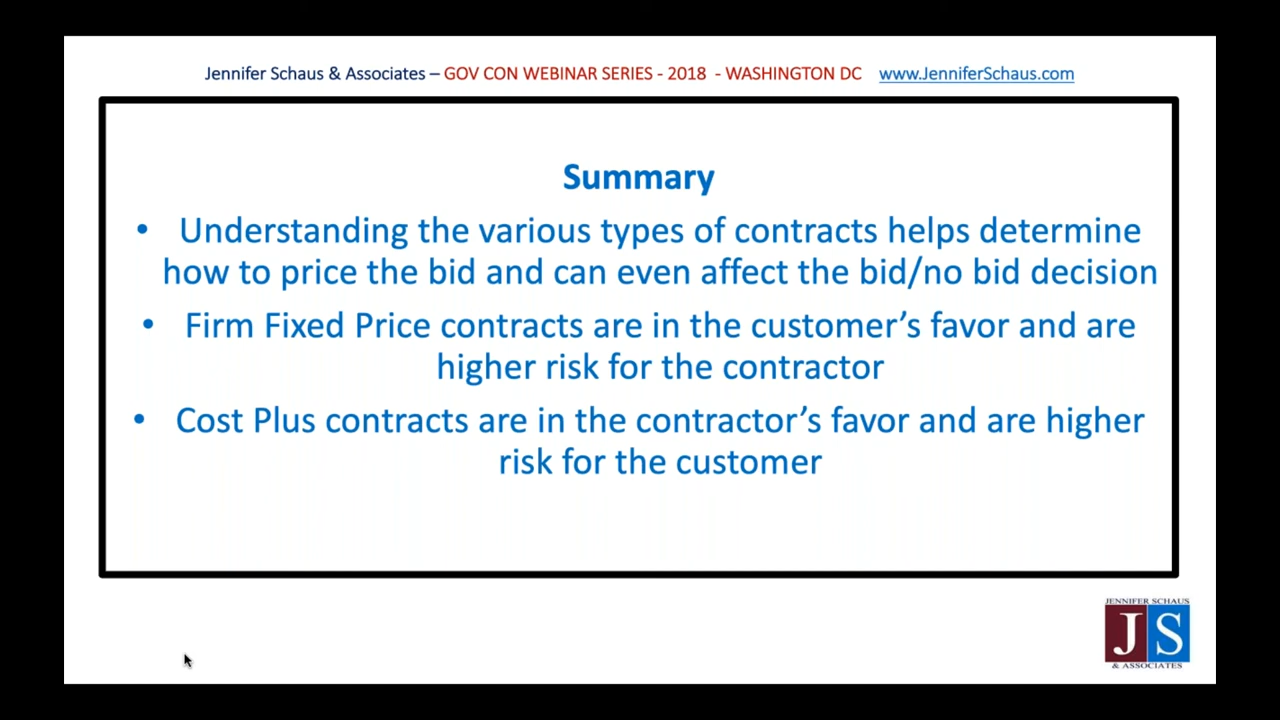 Jennifer Schaus & Associates – GOV CON WEBINAR SERIES - 2018 - WASHINGTON DC www.JenniferSchaus.com
Summary
• Understanding the various types of contracts helps determine
how to price the bid and can even affect the bid/no bid decision
• Firm Fixed Price contracts are in the customer’s favor and are
higher risk for the contractor
• Cost Plus contracts are in the contractor’s favor and are higher
risk for the customer
JENNIFER SCHAUS
JS
& ASSOCIATES